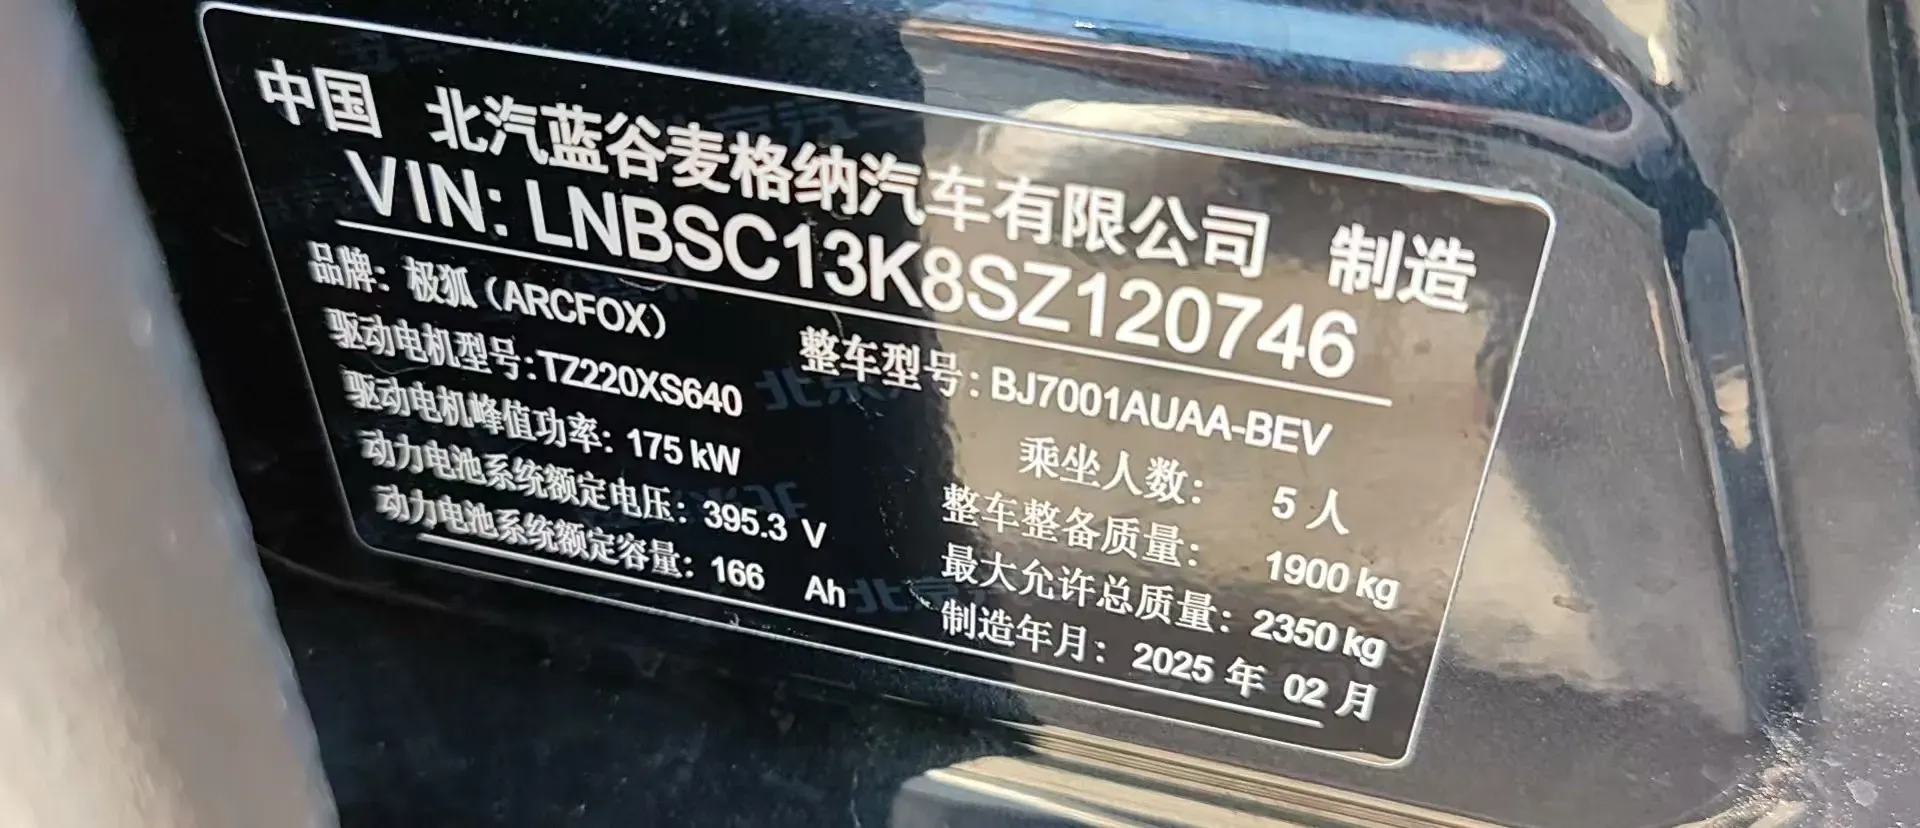 中国 北汽蓝谷麦格纳汽车有限公司 制造
VIN: LNBSC13K8SZ120746
品牌: 极狐（ARCFOX）
整车型号: BJ7001AUAA-BEV
驱动电机型号: TZ220XS640
乘坐人数: 5 人
驱动电机峰值功率: 175 kW
整车整备质量: 1900 kg
动力电池系统额定电压: 395.3 V
最大允许总质量: 2350 kg
动力电池系统额定容量: 166 Ah
制造年月: 2025 年 02 月